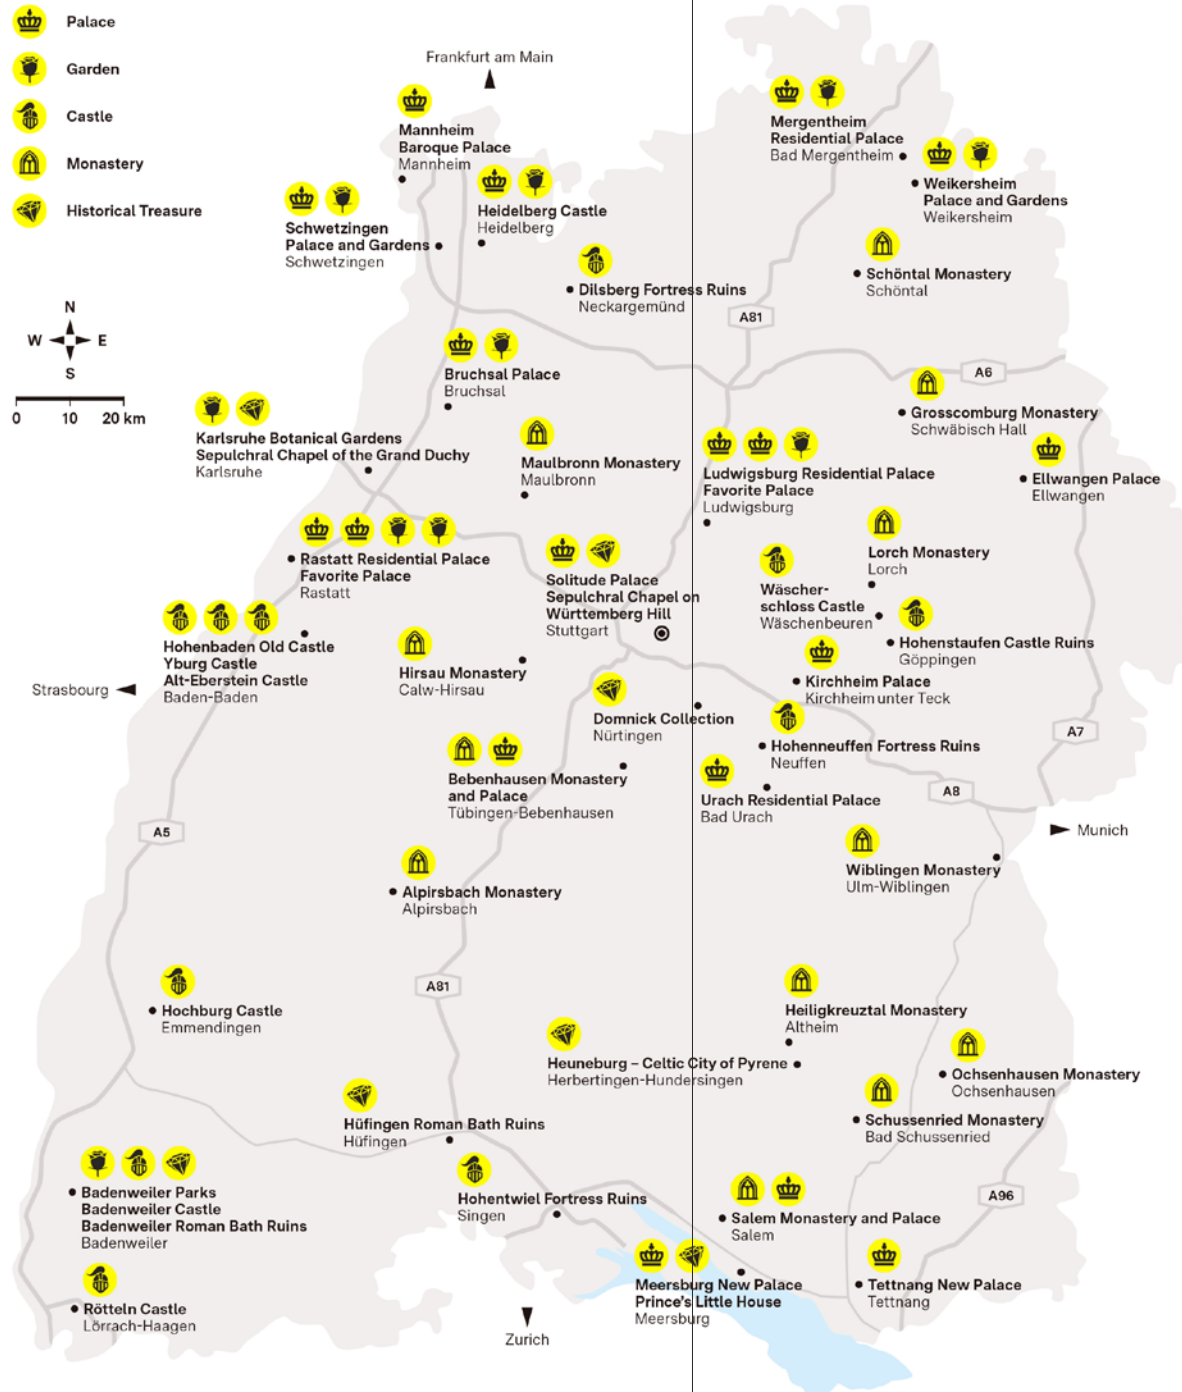 Palace
Garden
Castle
Monastery
Historical Treasure
N
W
E
S
0
10
20 km
Frankfurt am Main
Mannheim
Baroque Palace
Mannheim
Mergentheim
Residential Palace
Bad Mergentheim
Weikersheim
Palace and Gardens
Weikersheim
Schwetzingen
Palace and Gardens
Schwetzingen
Heidelberg Castle
Heidelberg
Dilsberg Fortress Ruins
Neckargemünd
Schöntal Monastery
Schöntal
A81
A6
Bruchsal Palace
Bruchsal
Grosscomburg Monastery
Schwäbisch Hall
Karlsruhe Botanical Gardens
Sepulchral Chapel of the Grand Duchy
Karlsruhe
Maulbronn Monastery
Maulbronn
Ludwigsburg Residential Palace
Favorite Palace
Ludwigsburg
Ellwangen Palace
Ellwangen
Rastatt Residential Palace
Favorite Palace
Rastatt
Solitude Palace
Sepulchral Chapel on
Württemberg Hill
Stuttgart
Lorch Monastery
Lorch
Wäscher-
schloss Castle
Wäschenbeuren
Hohenstaufen Castle Ruins
Göppingen
Hohenbaden Old Castle
Yburg Castle
Alt-Eberstein Castle
Baden-Baden
Strasbourg
Hirsau Monastery
Calw-Hirsau
Kirchheim Palace
Kirchheim unter Teck
Domnick Collection
Nürtingen
A7
Hohenneuffen Fortress Ruins
Neuffen
Bebenhausen Monastery
and Palace
Tübingen-Bebenhausen
Urach Residential Palace
Bad Urach
A8
A5
Munich
Wiblingen Monastery
Ulm-Wiblingen
Alpirsbach Monastery
Alpirsbach
A81
Hochburg Castle
Emmendingen
Heiligkreuztal Monastery
Altheim
Heuneburg – Celtic City of Pyrene
Herbertingen-Hundersingen
Ochsenhausen Monastery
Ochsenhausen
Hüfingen Roman Bath Ruins
Hüfingen
Schussenried Monastery
Bad Schussenried
Badenweiler Parks
Badenweiler Castle
Badenweiler Roman Bath Ruins
Badenweiler
Hohentwiel Fortress Ruins
Singen
A96
Salem Monastery and Palace
Salem
Meersburg New Palace
Prince's Little House
Meersburg
Tettnang New Palace
Tettnang
Rötteln Castle
Lörrach-Haagen
Zurich